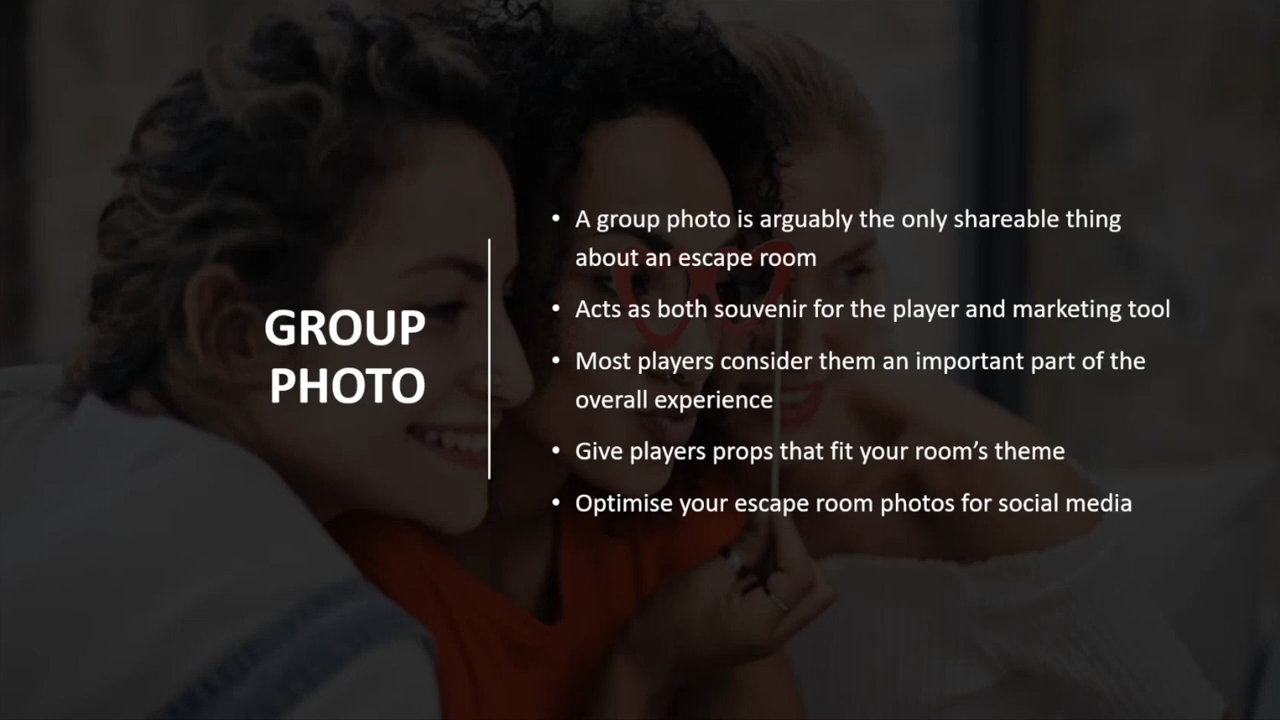 GROUP
PHOTO
• A group photo is arguably the only shareable thing
about an escape room
• Acts as both souvenir for the player and marketing tool
• Most players consider them an important part of the
overall experience
• Give players props that fit your room’s theme
• Optimise your escape room photos for social media